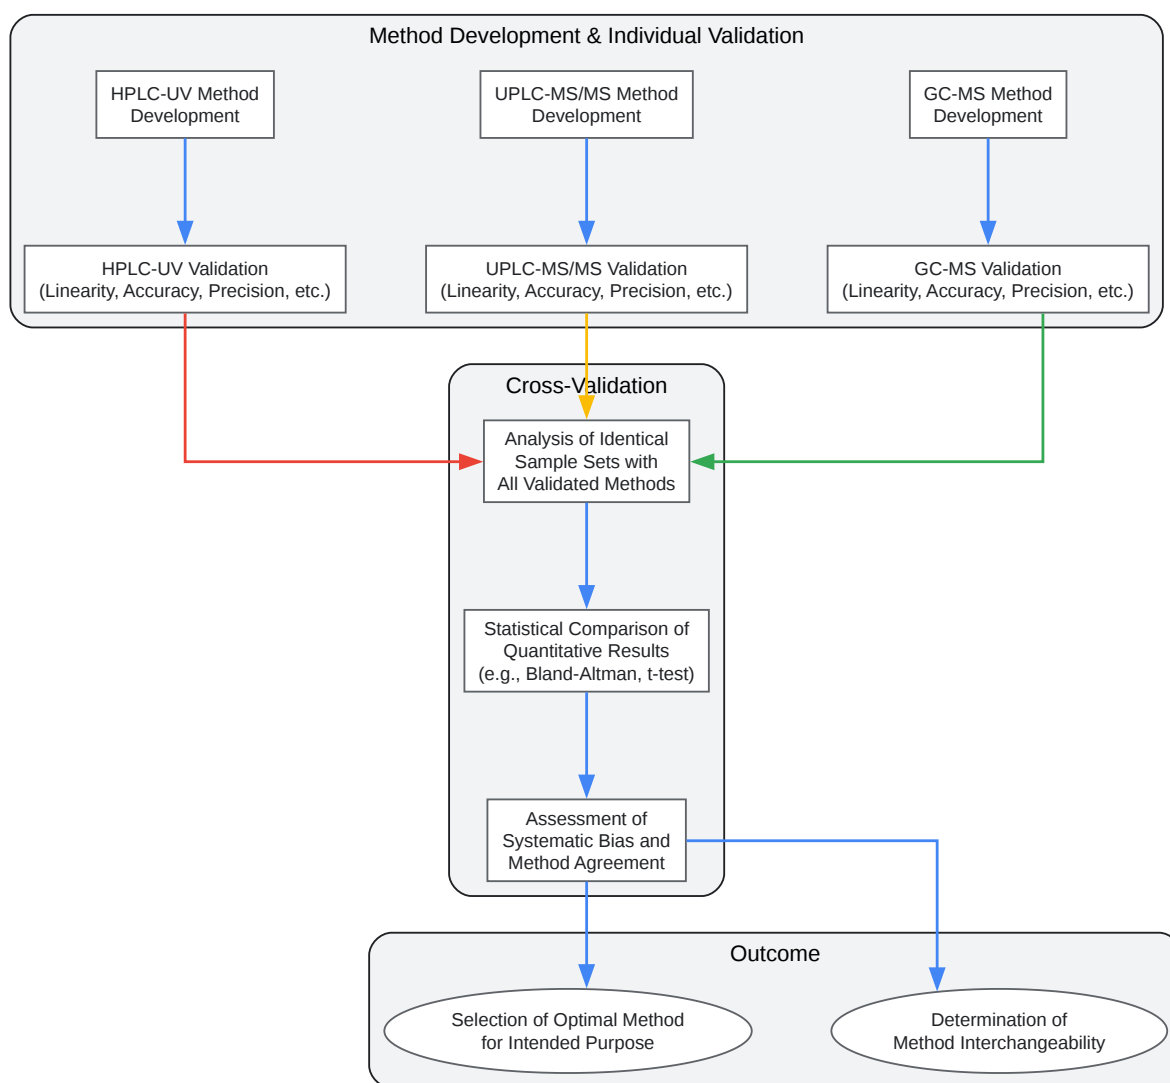 Method Development & Individual Validation
HPLC-UV Method
Development
UPLC-MS/MS Method
Development
GC-MS Method
Development
HPLC-UV Validation
(Linearity, Accuracy, Precision, etc.)
UPLC-MS/MS Validation
(Linearity, Accuracy, Precision, etc.)
GC-MS Validation
(Linearity, Accuracy, Precision, etc.)
Cross-Validation
Analysis of Identical
Sample Sets with
All Validated Methods
Statistical Comparison of
Quantitative Results
(e.g., Bland-Altman, t-test)
Assessment of
Systematic Bias and
Method Agreement
Outcome
Selection of Optimal Method
for Intended Purpose
Determination of
Method Interchangeability